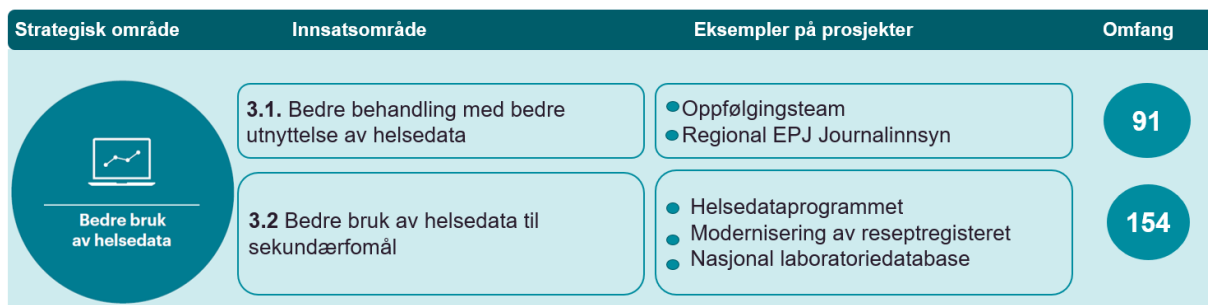 Strategisk område
Innsatsområde
Eksempler på prosjekter
Omfang
Bedre bruk
av helsedata
3.1. Bedre behandling med bedre
utnyttelse av helsedata
Oppfølgingsteam
Regional EPJ Journalinnsyn
91
3.2 Bedre bruk av helsedata til
sekundærfomål
Helsedataprogrammet
Modernisering av reseptregisteret
Nasjonal laboratoriedatabase
154